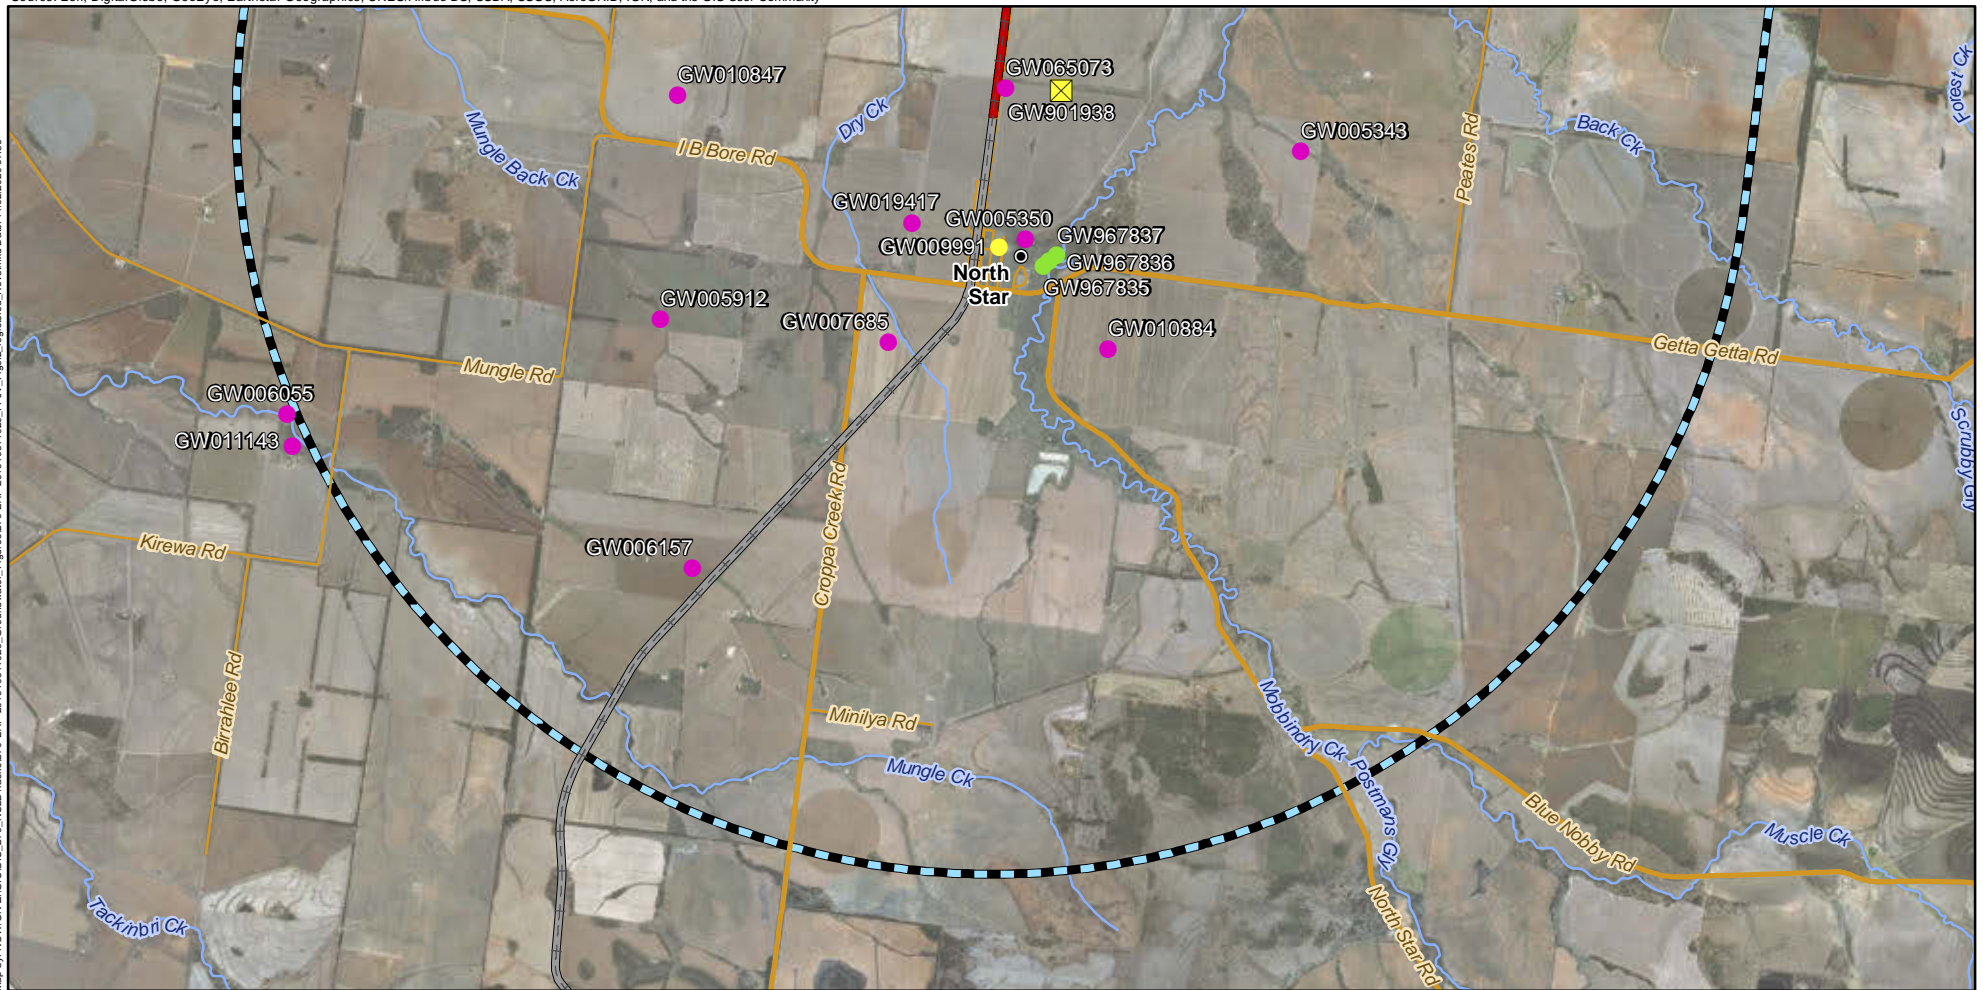 GW010847
GW065073
GW901938
Forest Ck
Dry Ck
Mungle Back Ck
I B Bore Rd
GW005343
Peates Rd
Back Ck
GW019417
GW005350
GW009991
GW967837
GW967836
GW967835
North
Star
GW005912
GW007685
GW010884
Getta Getta Rd
Mungle Rd
GW006055
GW011143
Scrubby Gly
Kirewa Rd
Croppa Creek Rd
GW006157
Birrahlee Rd
Minilya Rd
Mungle Ck
Mobbindry Ck
Postmans Gly
Blue Nobby Rd
Muscle Ck
Tackinbri Ck
North Star Rd